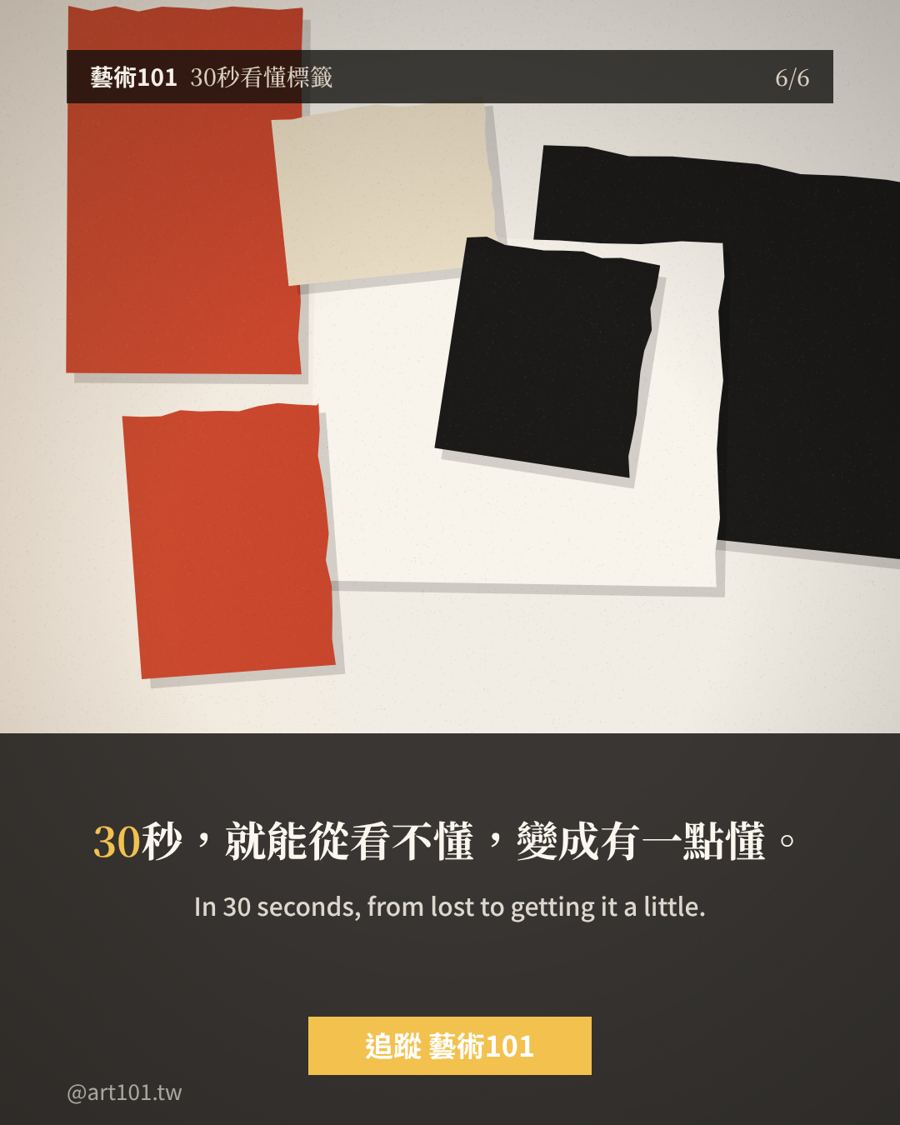 藝術101 30秒看懂標籤 6/6
30秒，就能從看不懂，變成有一點懂。
In 30 seconds, from lost to getting it a little.
追蹤 藝術101
@art101.tw